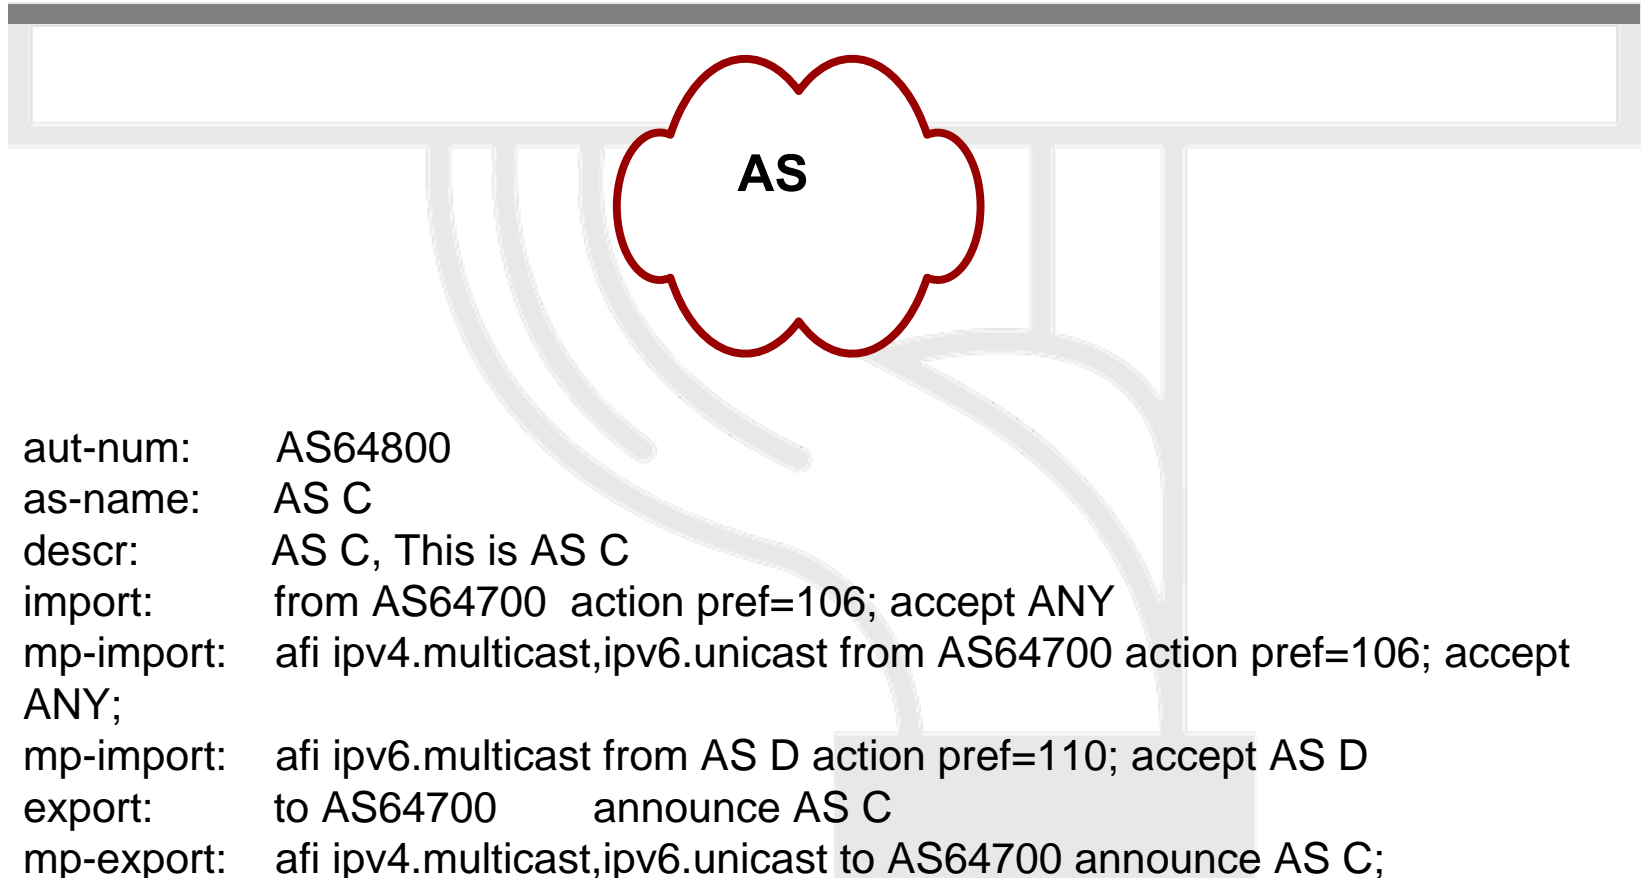 AS
aut-num: AS64800
as-name: AS C
descr: AS C, This is AS C
import: from AS64700 action pref=106; accept ANY
mp-import: afi ipv4.multicast,ipv6.unicast from AS64700 action pref=106; accept
ANY;
mp-import: afi ipv6.multicast from AS D action pref=110; accept AS D
export: to AS64700 announce AS C
mp-export: afi ipv4.multicast,ipv6.unicast to AS64700 announce AS C;